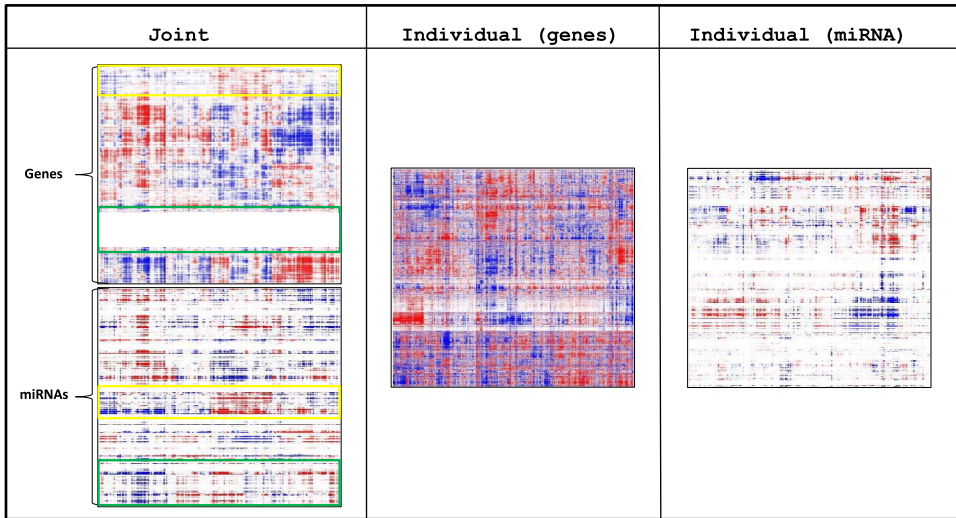 Joint
Individual (genes)
Individual (miRNA)
Genes
miRNAs